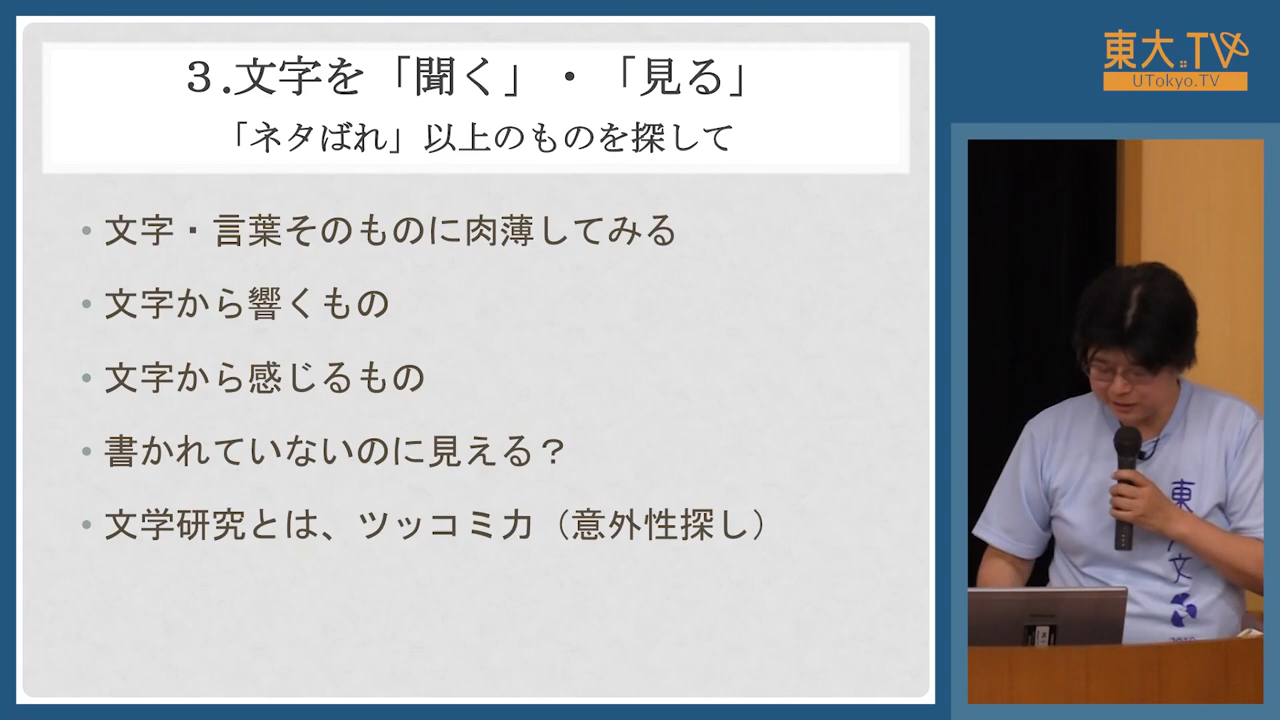 3.文字を「聞く」・「見る」
「ネタばれ」以上のものを探して
• 文字・言葉そのものに肉薄してみる
• 文字から響くもの
• 文字から感じるもの
• 書かれていないのに見える?
• 文学研究とは、ツッコミ力(意外性探し)
東大.TV
UTokyo.TV
東
文